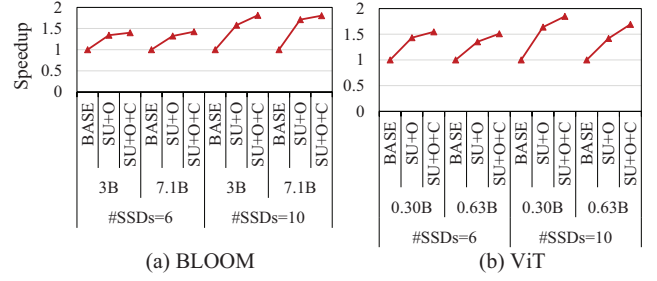 Speedup
2
1.5
1
0.5
0
BASE
SU+O
SU+O+C
BASE
SU+O
SU+O+C
BASE
SU+O
SU+O+C
BASE
SU+O
SU+O+C
3B
7.1B
3B
7.1B
#SSDs=6
#SSDs=10
(a) BLOOM
2
1.5
1
0.5
0
BASE
SU+O
SU+O+C
BASE
SU+O
SU+O+C
BASE
SU+O
SU+O+C
BASE
SU+O
SU+O+C
0.30B
0.63B
0.30B
0.63B
#SSDs=6
#SSDs=10
(b) ViT